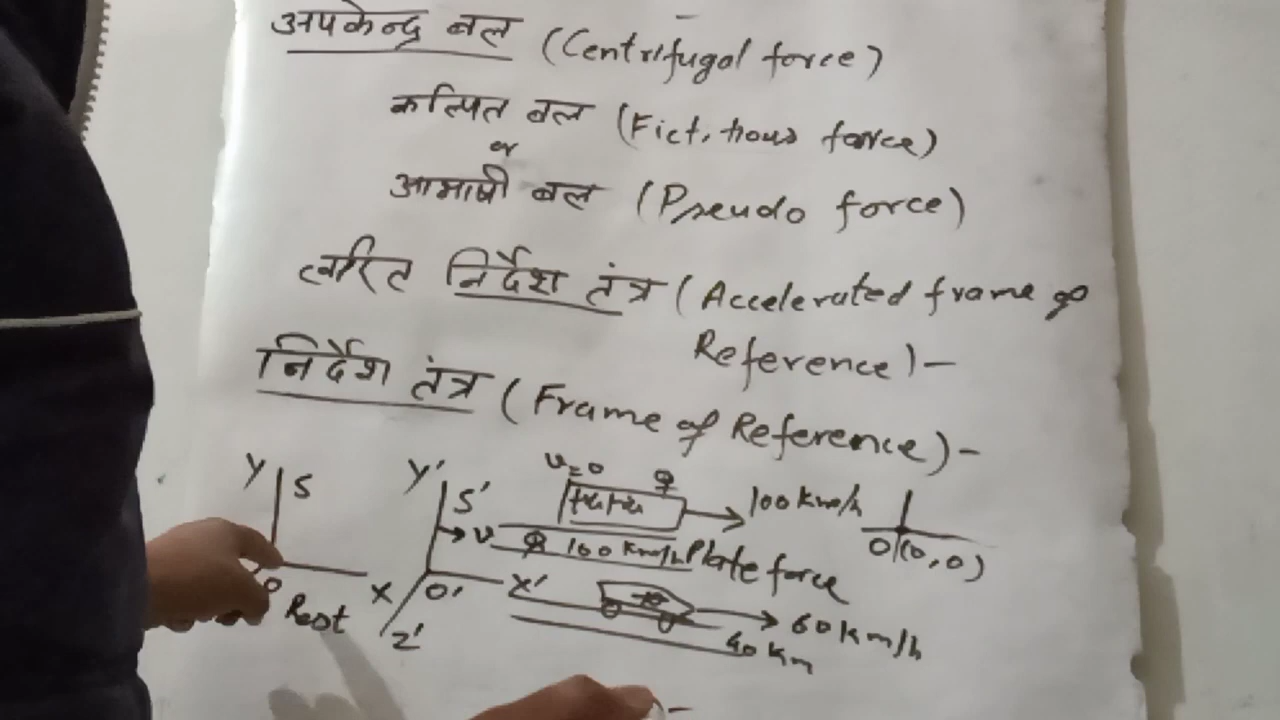 अपकेन्द्र बल (Centrifugal force)
कल्पित बल (Fictitious force)
or
आभाषी बल (Pseudo force)
त्वरित निर्देश तंत्र (Accelerated frame of
Reference) -
निर्देश तंत्र (Frame of Reference) -
Y S Y' S' v=0 100 km/h
→ v 100 km/h Plate force O(0,0)
O X O' X' 60 km/h
Rest Z' 40 km